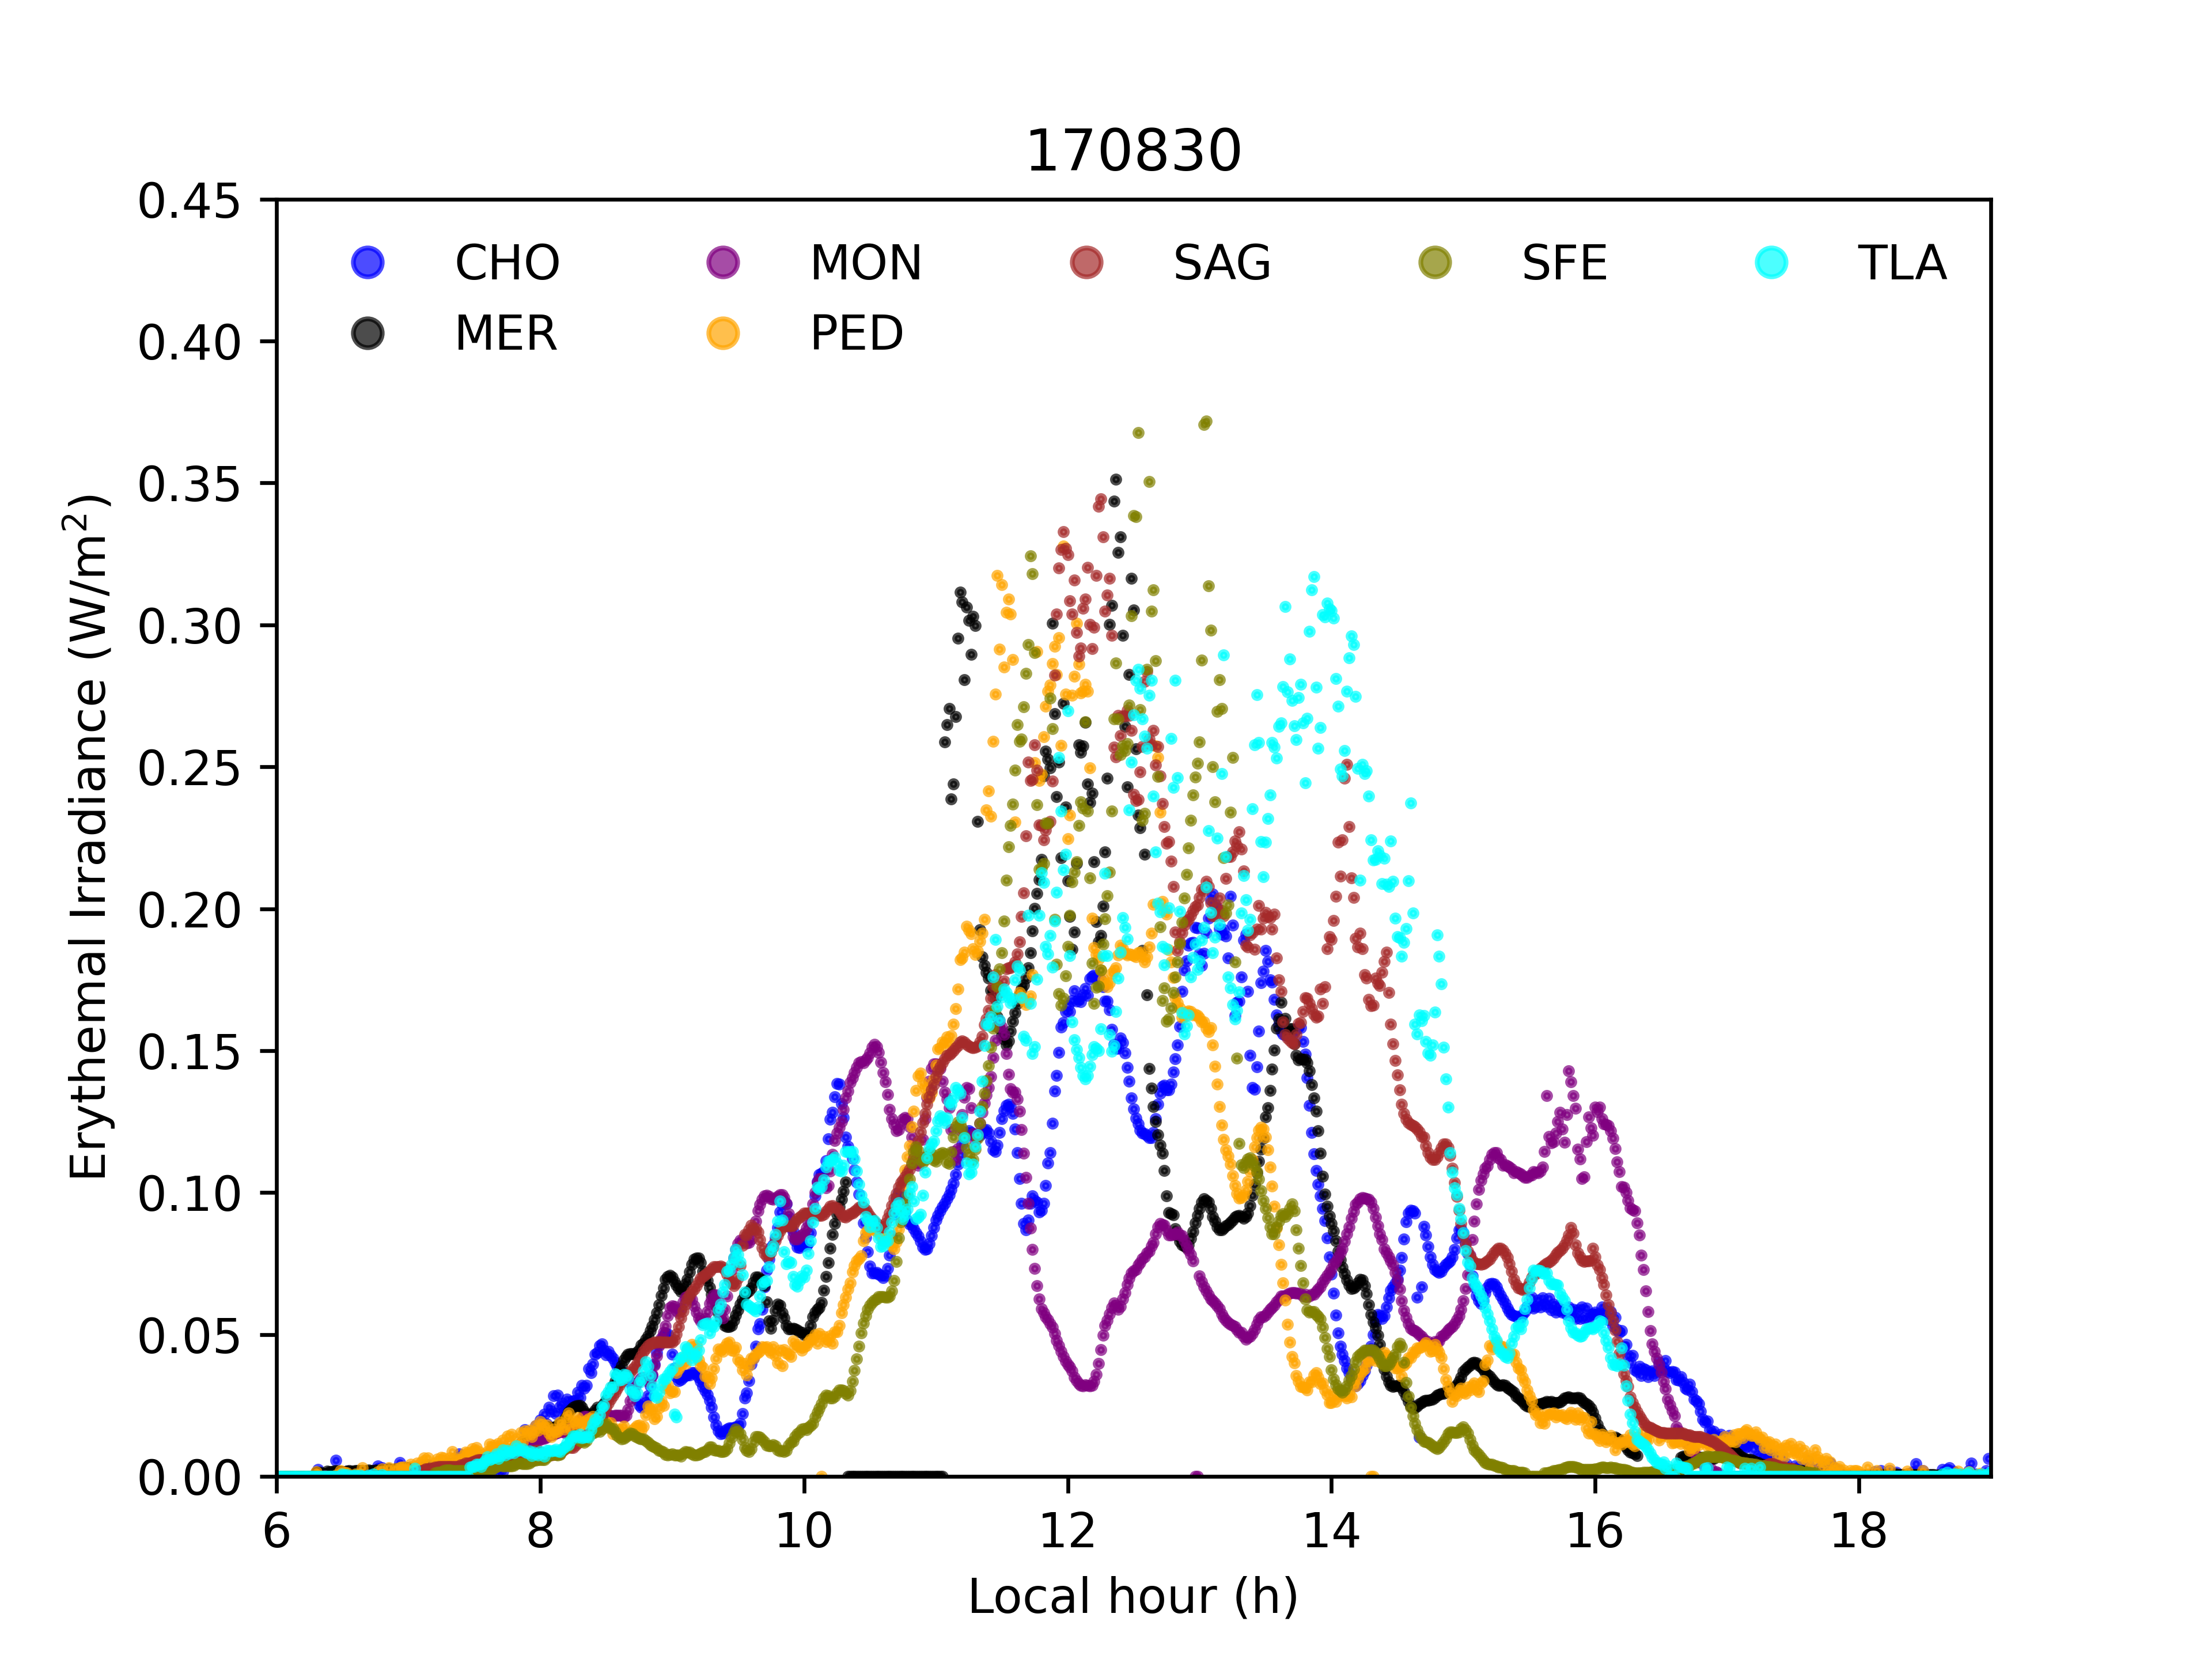 170830
0.45
CHO MON SAG SFE TLA
MER PED
0.40
0.35
0.30
0.25
0.20
0.15
0.10
0.05
0.00
Erythemal Irradiance (W/m²)
6 8 10 12 14 16 18
Local hour (h)